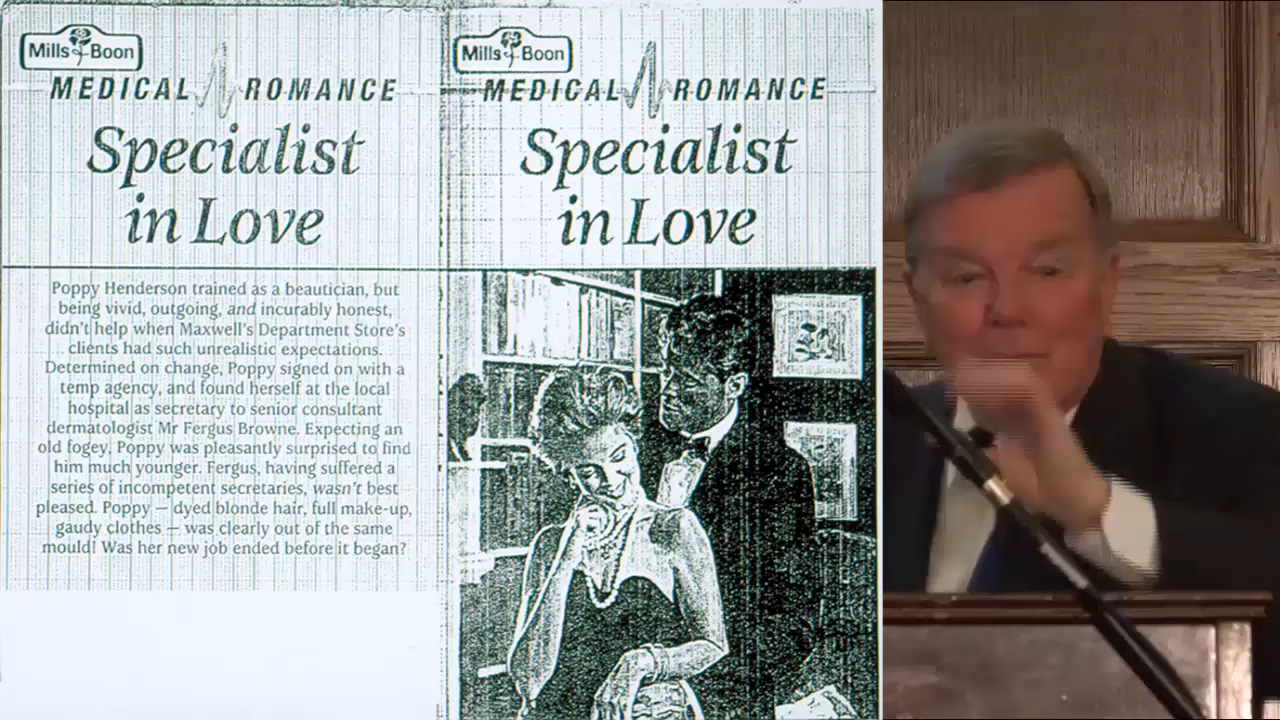 Mills & Boon
MEDICAL ROMANCE
Specialist
in Love
Poppy Henderson trained as a beautician, but
being vivid, outgoing, and incurably honest,
didn't help when Maxwell's Department Store's
clients had such unrealistic expectations.
Determined on change, Poppy signed on with a
temp agency, and found herself at the local
hospital as secretary to senior consultant
dermatologist Mr Fergus Browne. Expecting an
old fogey, Poppy was pleasantly surprised to find
him much younger. Fergus, having suffered a
series of incompetent secretaries, wasn't best
pleased. Poppy — dyed blonde hair, full make-up,
gaudy clothes — was clearly out of the same
mould! Was her new job ended before it began?
Mills & Boon
MEDICAL ROMANCE
Specialist
in Love